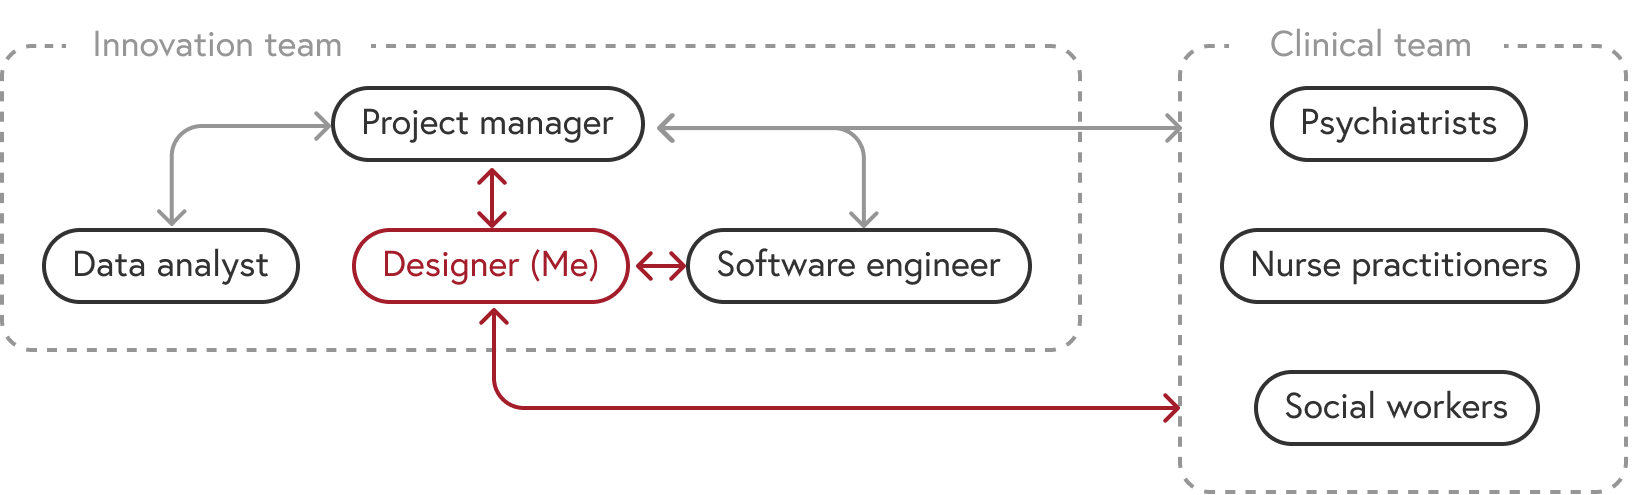 Innovation team
Clinical team
Project manager
Psychiatrists
Data analyst
Designer (Me)
Software engineer
Nurse practitioners
Social workers